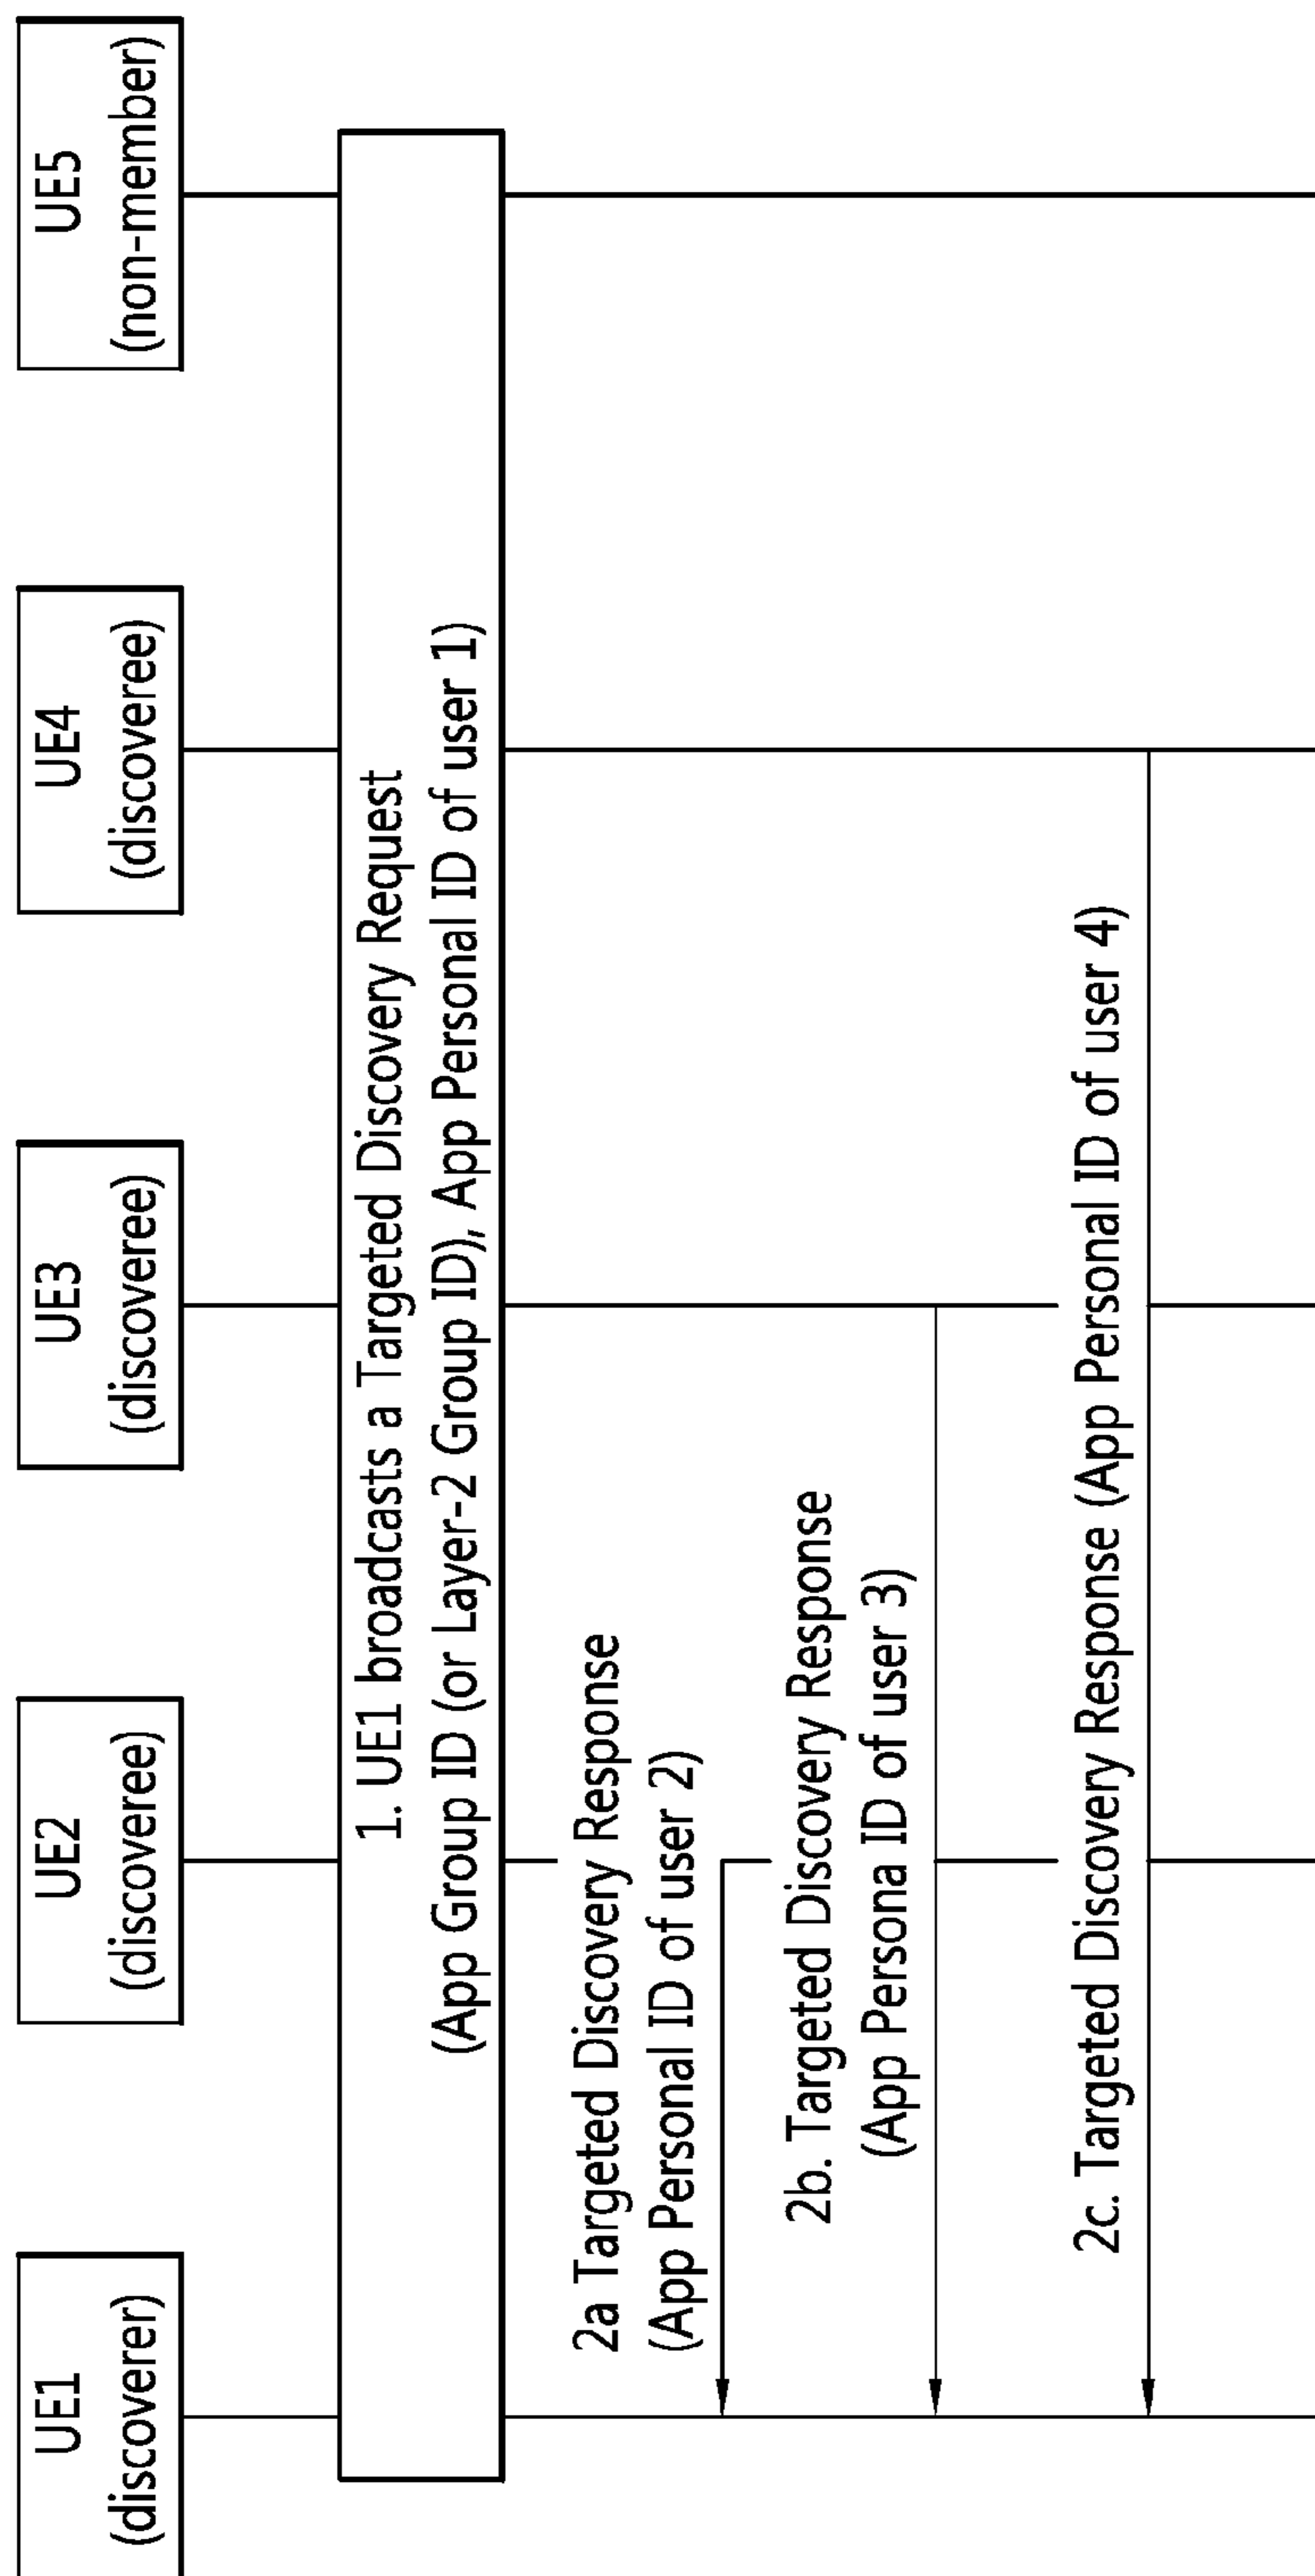 UE1
(discoverer)
UE2
(discoveree)
UE3
(discoveree)
UE4
(discoveree)
UE5
(non-member)
1. UE1 broadcasts a Targeted Discovery Request
(App Group ID (or Layer-2 Group ID), App Personal ID of user 1)
2a Targeted Discovery Response
(App Personal ID of user 2)
2b. Targeted Discovery Response
(App Persona ID of user 3)
2c. Targeted Discovery Response (App Personal ID of user 4)